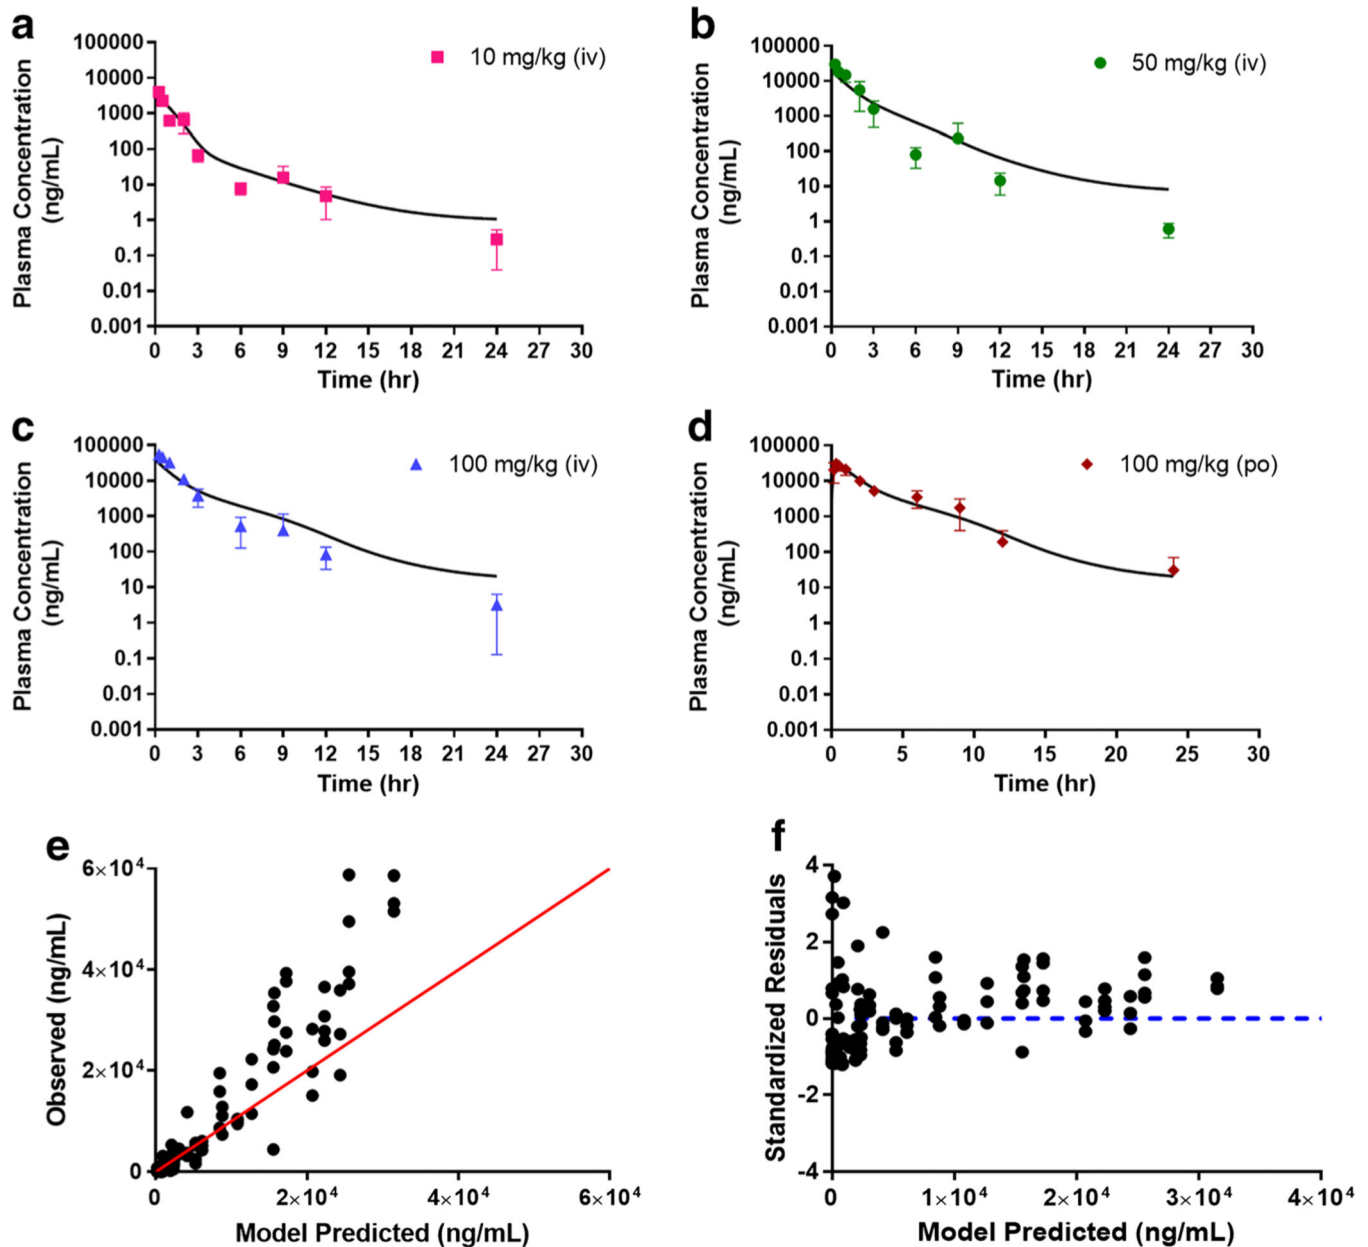 a
10 mg/kg (iv)
Plasma Concentration
(ng/mL)
100000
10000
1000
100
10
1
0.1
0.01
0.001
0 3 6 9 12 15 18 21 24 27 30
Time (hr)
b
50 mg/kg (iv)
Plasma Concentration
(ng/mL)
100000
10000
1000
100
10
1
0.1
0.01
0.001
0 3 6 9 12 15 18 21 24 27 30
Time (hr)
c
100 mg/kg (iv)
Plasma Concentration
(ng/mL)
100000
10000
1000
100
10
1
0.1
0.01
0.001
0 3 6 9 12 15 18 21 24 27 30
Time (hr)
d
100 mg/kg (po)
Plasma Concentration
(ng/mL)
100000
10000
1000
100
10
1
0.1
0.01
0.001
0 5 10 15 20 25 30
Time (hr)
e
Observed (ng/mL)
6×10⁴
4×10⁴
2×10⁴
0
0 2×10⁴ 4×10⁴ 6×10⁴
Model Predicted (ng/mL)
f
Standardized Residuals
4
2
0
-2
-4
0 1×10⁴ 2×10⁴ 3×10⁴ 4×10⁴
Model Predicted (ng/mL)